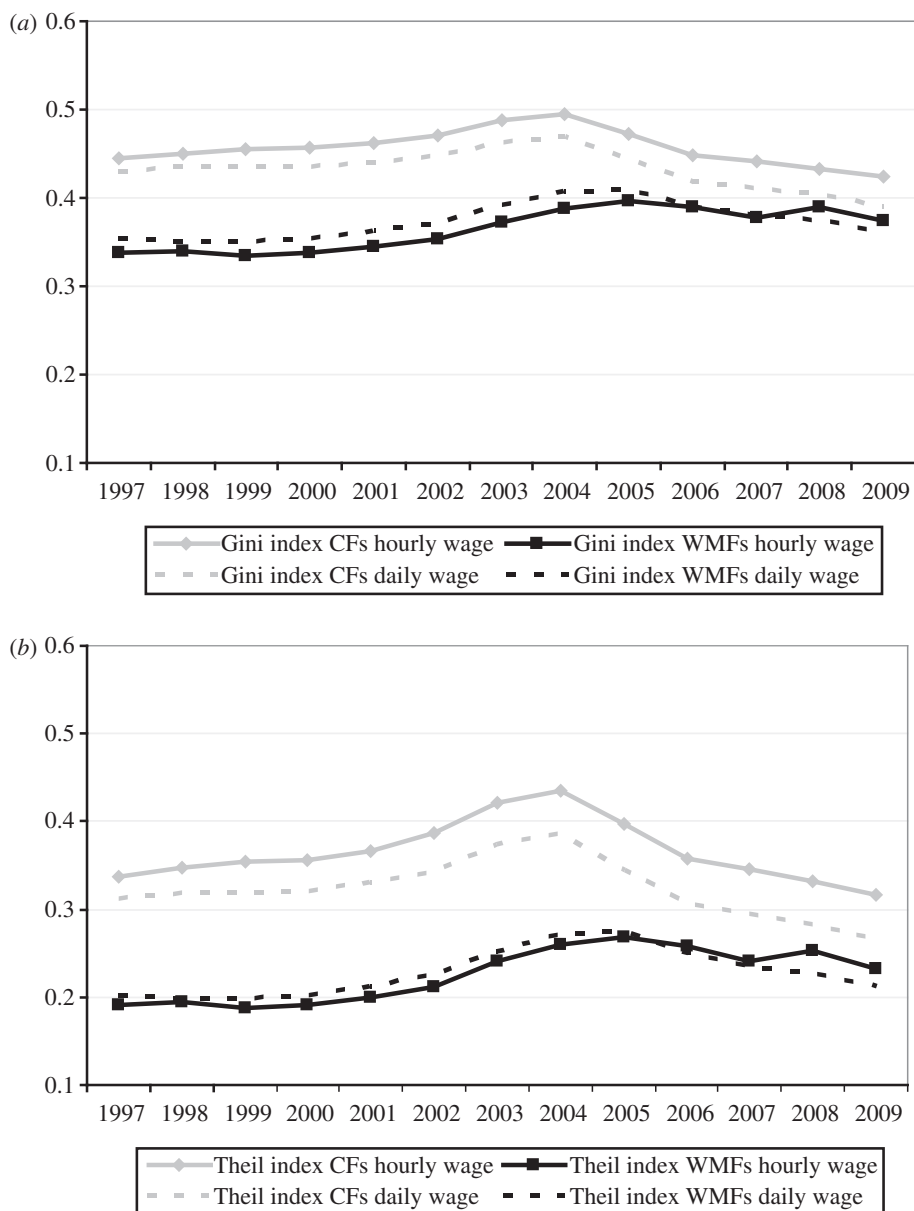 (a) 0.6
0.5
0.4
0.3
0.2
0.1
1997 1998 1999 2000 2001 2002 2003 2004 2005 2006 2007 2008 2009
Gini index CFs hourly wage Gini index WMFs hourly wage
Gini index CFs daily wage Gini index WMFs daily wage
(b) 0.6
0.5
0.4
0.3
0.2
0.1
1997 1998 1999 2000 2001 2002 2003 2004 2005 2006 2007 2008 2009
Theil index CFs hourly wage Theil index WMFs hourly wage
Theil index CFs daily wage Theil index WMFs daily wage